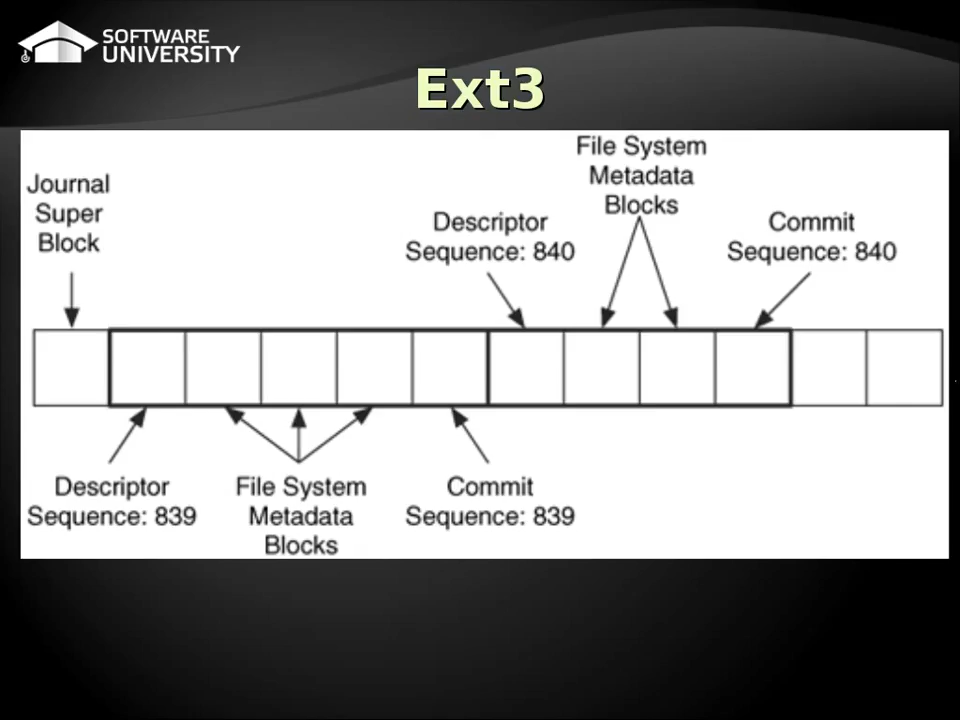 SOFTWARE
UNIVERSITY
Ext3
Journal
Super
Block
Descriptor
Sequence: 840
File System
Metadata
Blocks
Commit
Sequence: 840
Descriptor
Sequence: 839
File System
Metadata
Blocks
Commit
Sequence: 839